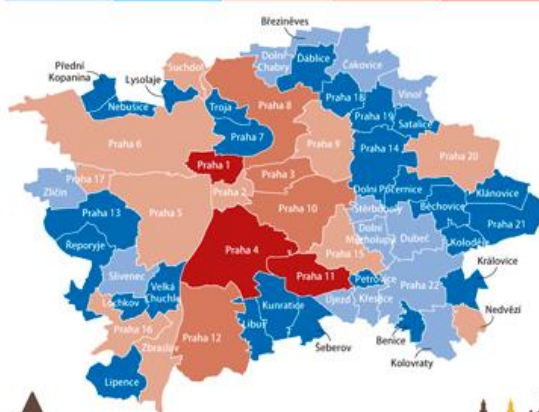 Březiněves
Dolní
Chabry
Ďáblice
Čakovice
Přední
Kopanina
Lysolaje
Suchdol
Nebušice
Troja
Praha 8
Praha 18
Vinoř
Praha 19
Satalice
Praha 7
Praha 6
Praha 9
Praha 14
Praha 20
Praha 1
Praha 3
Praha 17
Praha 2
Zličín
Dolní Počernice
Klánovice
Praha 13
Praha 5
Praha 10
Štěrboholy
Běchovice
Praha 21
Řeporyje
Praha 4
Dolní
Měcholupy
Dubeč
Koloděje
Praha 15
Královice
Slivenec
Velká
Chuchle
Praha 11
Petrovice
Praha 22
Lochkov
Kunratice
Újezd
Křeslice
Nedvězí
Praha 16
Libuš
Zbraslav
Praha 12
Šeberov
Benice
Kolovraty
Lipence